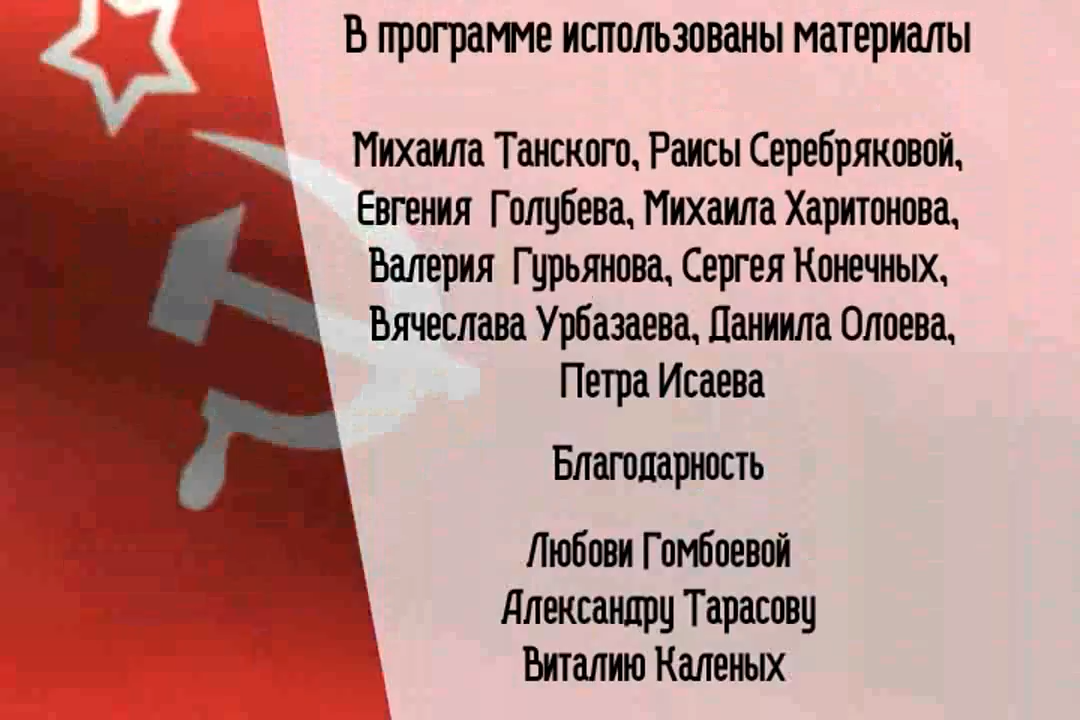 В программе использованы материалы
Михаила Танского, Раисы Серебряковой,
Евгения Голубева, Михаила Харитонова,
Валерия Гурьянова, Сергея Конечных,
Вячеслава Урбазаева, Даниила Олоева,
Петра Исаева
Благодарность
Любови Гомбоевой
Александру Тарасову
Виталию Каленых